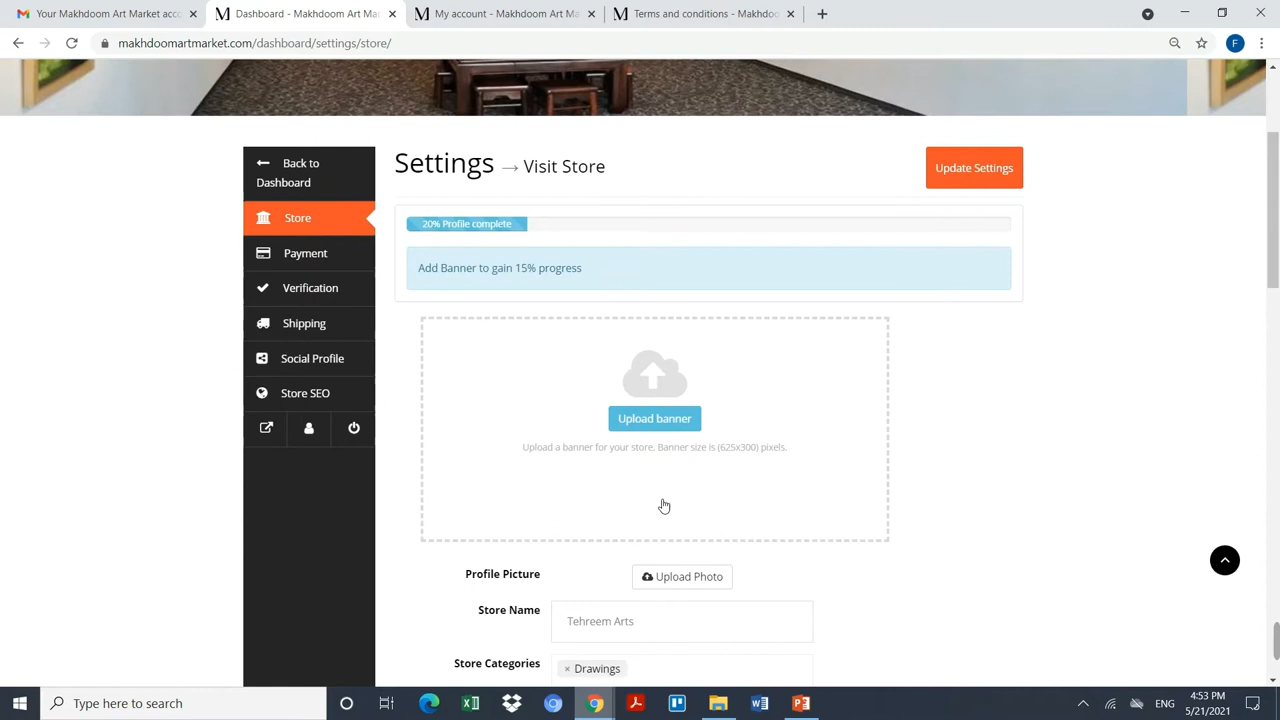 Your Makhdoom Art Market acco
Dashboard - Makhdoom Art Mar
My account - Makhdoom Art Ma
Terms and conditions - Makhdoo
makhdoomartmarket.com/dashboard/settings/store/
F
Back to
Dashboard
Store
Payment
Verification
Shipping
Social Profile
Store SEO
Settings → Visit Store
Update Settings
20% Profile complete
Add Banner to gain 15% progress
Upload banner
Upload a banner for your store. Banner size is (625x300) pixels.
Profile Picture
Upload Photo
Store Name
Tehreem Arts
Store Categories
× Drawings
Type here to search
ENG
4:53 PM
5/21/2021